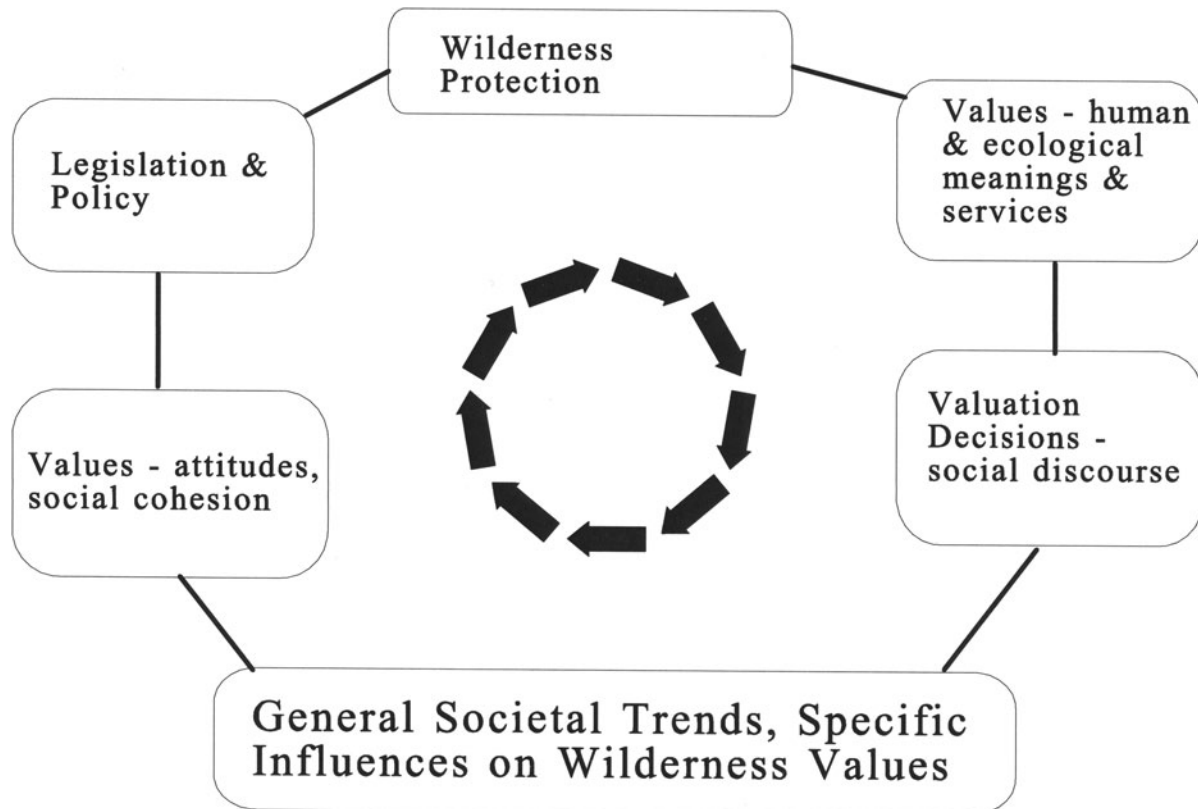 Wilderness
Protection
Values - human
& ecological
meanings &
services
Valuation
Decisions -
social discourse
General Societal Trends, Specific
Influences on Wilderness Values
Values - attitudes,
social cohesion
Legislation &
Policy